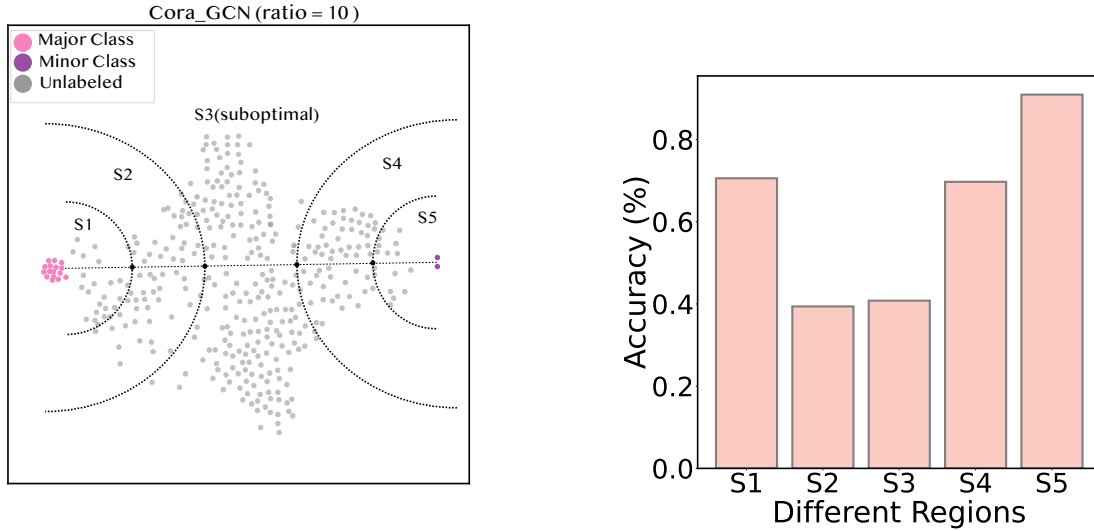 Cora_GCN (ratio = 10 )
Major Class
Minor Class
Unlabeled
S3(suboptimal)
S2
S4
S1
S5
Accuracy (%)
0.8
0.6
0.4
0.2
0.0
S1 S2 S3 S4 S5
Different Regions